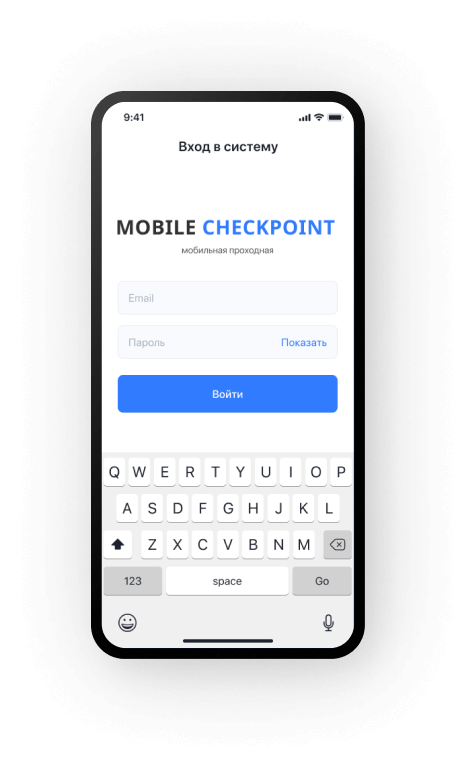 9:41
Вход в систему
MOBILE CHECKPOINT
мобильная проходная
Email
Пароль Показать
Войти
Q W E R T Y U I O P
A S D F G H J K L
Z X C V B N M
123 space Go